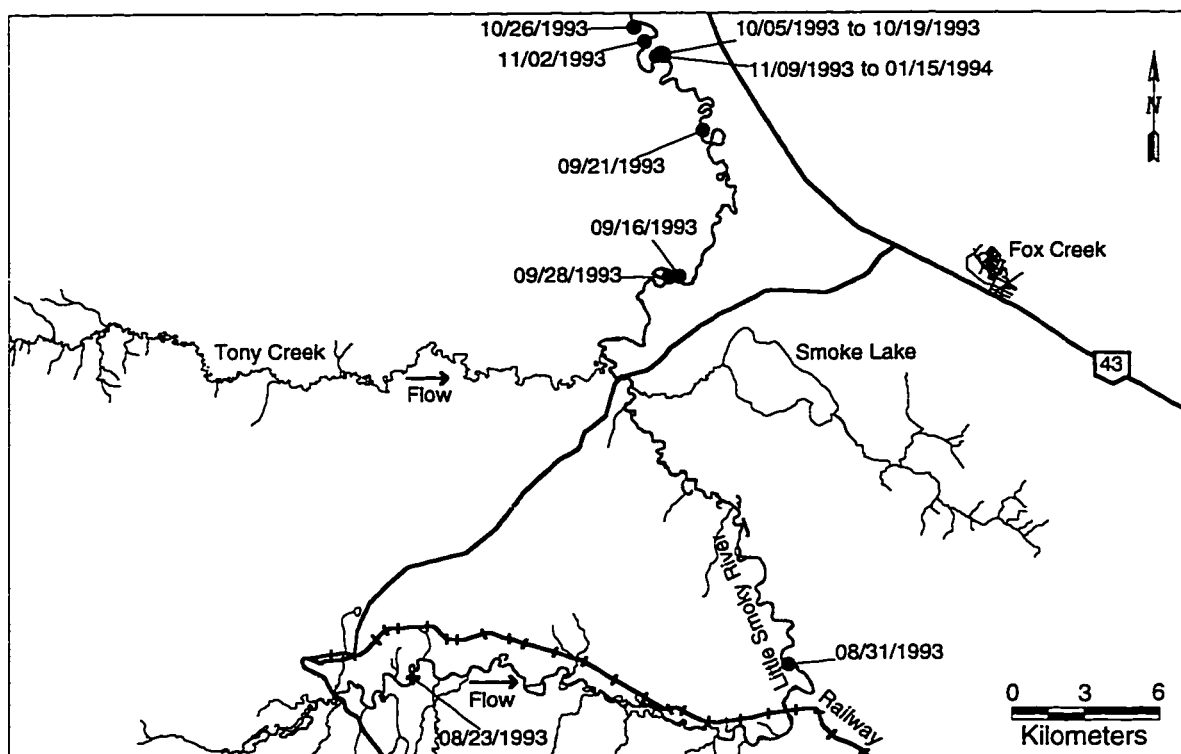 10/26/1993
10/05/1993 to 10/19/1993
11/02/1993
11/09/1993 to 01/15/1994
N
09/21/1993
09/16/1993
Fox Creek
09/28/1993
Tony Creek
Smoke Lake
43
Flow
Little Smoky River
08/31/1993
Flow
Railway
0 3 6
Kilometers
08/23/1993